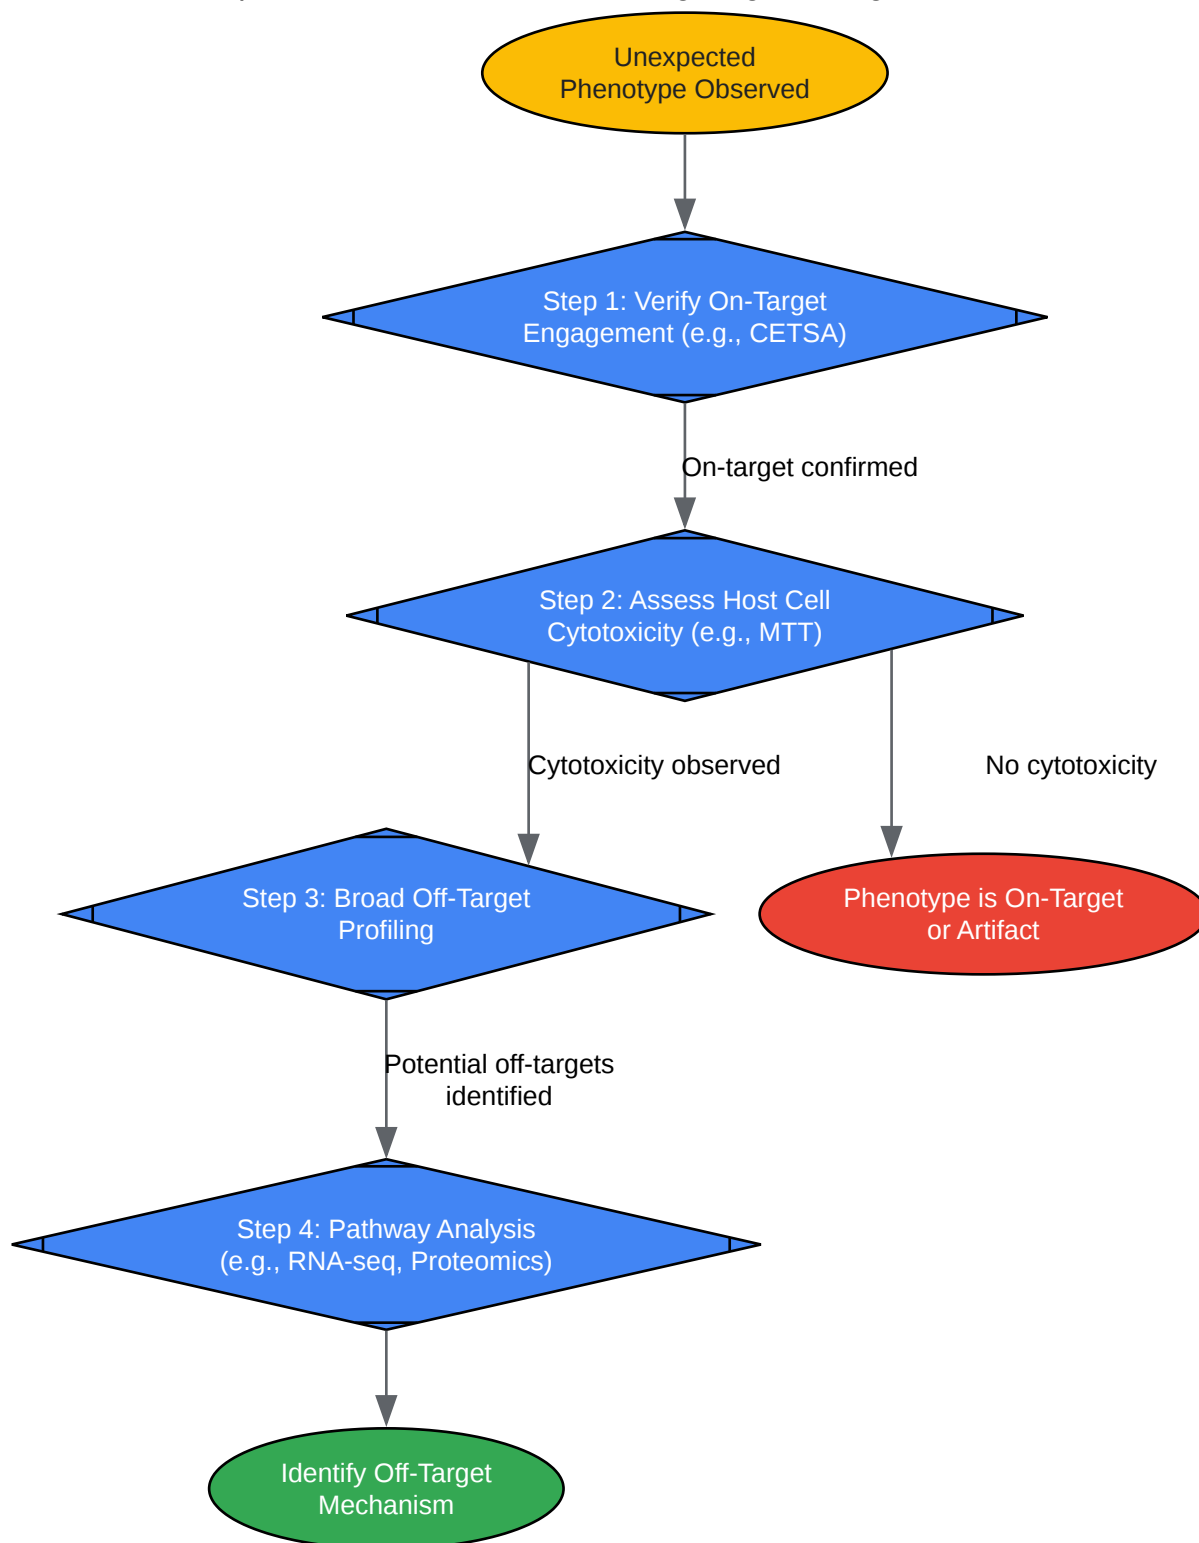 Unexpected
Phenotype Observed
Step 1: Verify On-Target
Engagement (e.g., CETSA)
On-target confirmed
Step 2: Assess Host Cell
Cytotoxicity (e.g., MTT)
Cytotoxicity observed
No cytotoxicity
Step 3: Broad Off-Target
Profiling
Phenotype is On-Target
or Artifact
Potential off-targets
identified
Step 4: Pathway Analysis
(e.g., RNA-seq, Proteomics)
Identify Off-Target
Mechanism